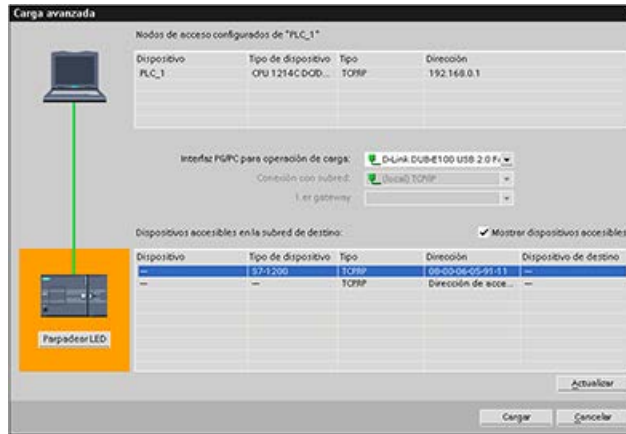 Carga avanzada
Nodos de acceso configurados de "PLC_1"
Dispositivo Tipo de dispositivo Tipo Dirección
PLC_1 CPU 1214C DC/D... TCP/IP 192.168.0.1
Interfaz PG/PC para operación de carga: D-Link DUB-E100 USB 2.0 F
Conexión con subred: (local) TCP/IP
1.er gateway
Dispositivos accesibles en la subred de destino: Mostrar dispositivos accesibles
Dispositivo Tipo de dispositivo Tipo Dirección Dispositivo de destino
— S7-1200 TCP/IP 08-00-06-05-91-11 —
— — TCP/IP Dirección de acce... —
Parpadear LED
Actualizar
Cargar Cancelar